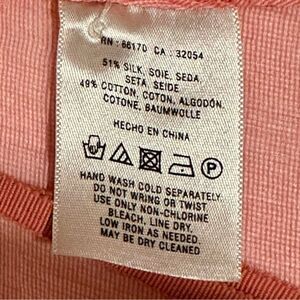 RN : 66170 CA : 32054
51% SILK, SOIE, SEDA,
SETA, SEIDE
49% COTTON, COTON, ALGODÓN,
COTONE, BAUMWOLLE
HECHO EN CHINA
P
HAND WASH COLD SEPARATELY
DO NOT WRING OR TWIST
USE ONLY NON-CHLORINE
BLEACH. LINE DRY.
LOW IRON AS NEEDED.
MAY BE DRY CLEANED